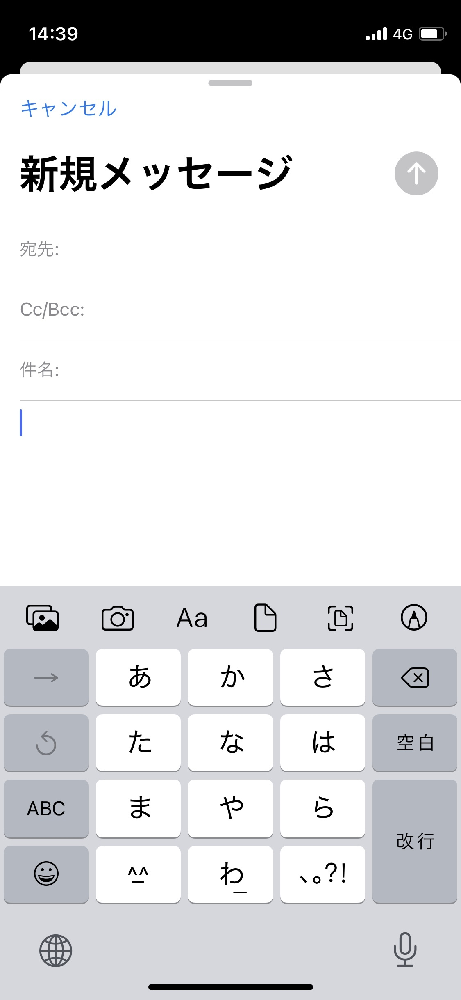 14:39 4G
キャンセル
新規メッセージ
宛先:
Cc/Bcc:
件名:
Aa
→ あ か さ
た な は 空白
ABC ま や ら
^_^ わ_ 、。?! 改行